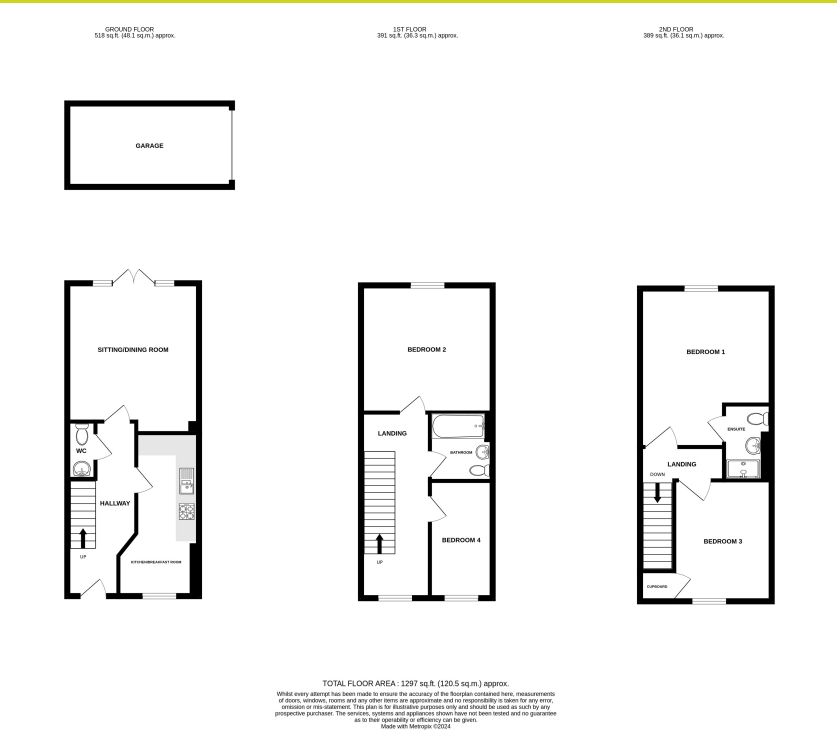 GROUND FLOOR
518 sq.ft. (48.1 sq.m.) approx.
1ST FLOOR
391 sq.ft. (36.3 sq.m.) approx.
2ND FLOOR
389 sq.ft. (36.1 sq.m.) approx.
GARAGE
SITTING/DINING ROOM
WC
HALLWAY
UP
KITCHEN/BREAKFAST ROOM
BEDROOM 2
LANDING
BATHROOM
BEDROOM 4
UP
BEDROOM 1
ENSUITE
LANDING
DOWN
BEDROOM 3
CUPBOARD
TOTAL FLOOR AREA : 1297 sq.ft. (120.5 sq.m.) approx.
Whilst every attempt has been made to ensure the accuracy of the floorplan contained here, measurements
of doors, windows, rooms and any other items are approximate and no responsibility is taken for any error,
omission or mis-statement. This plan is for illustrative purposes only and should be used as such by any
prospective purchaser. The services, systems and appliances shown have not been tested and no guarantee
as to their operability or efficiency can be given.
Made with Metropix ©2024